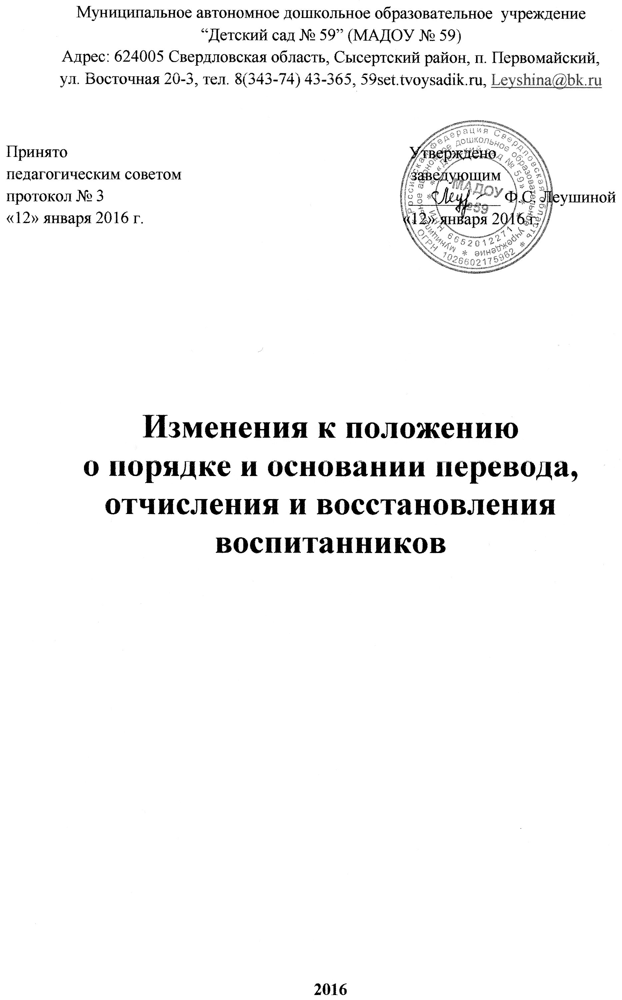 Муниципальное автономное дошкольное образовательное учреждение
“Детский сад № 59” (МАДОУ № 59)
Адрес: 624005 Свердловская область, Сысертский район, п. Первомайский,
ул. Восточная 20-3, тел. 8(343-74) 43-365, 59set.tvoysadik.ru, Leyshina@bk.ru
Принято
педагогическим советом
протокол № 3
«12» января 2016 г.
Утверждено
заведующим
Ф.С. Леушиной
«12» января 2016 г.
Российская Федерация Свердловская область
* ОГРН 1026602175962 *
муниципальное автономное дошкольное образовательное учреждение *
* «Детский сад № 59» *
* ИНН 6652012271 *
МАДОУ
№59
Изменения к положению
о порядке и основании перевода,
отчисления и восстановления
воспитанников
2016